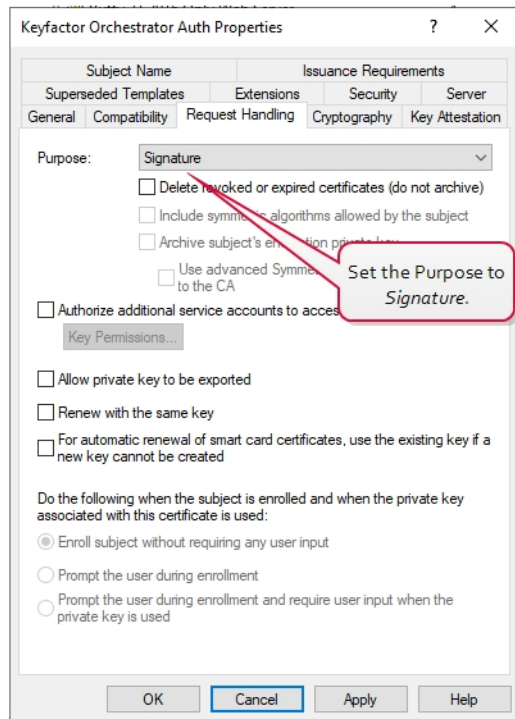 Keyfactor Orchestrator Auth Properties ? ×
Subject Name Issuance Requirements
Superseded Templates Extensions Security Server
General Compatibility Request Handling Cryptography Key Attestation
Purpose: Signature
Delete revoked or expired certificates (do not archive)
Include symmetric algorithms allowed by the subject
Archive subject's encryption private key
Use advanced
to the CA
Set the Purpose to
Signature.
Authorize additional service accounts to
Key Permissions...
Allow private key to be exported
Renew with the same key
For automatic renewal of smart card certificates, use the existing key if a
new key cannot be created
Do the following when the subject is enrolled and when the private key
associated with this certificate is used:
Enroll subject without requiring any user input
Prompt the user during enrollment
Prompt the user during enrollment and require user input when the
private key is used
OK Cancel Apply Help